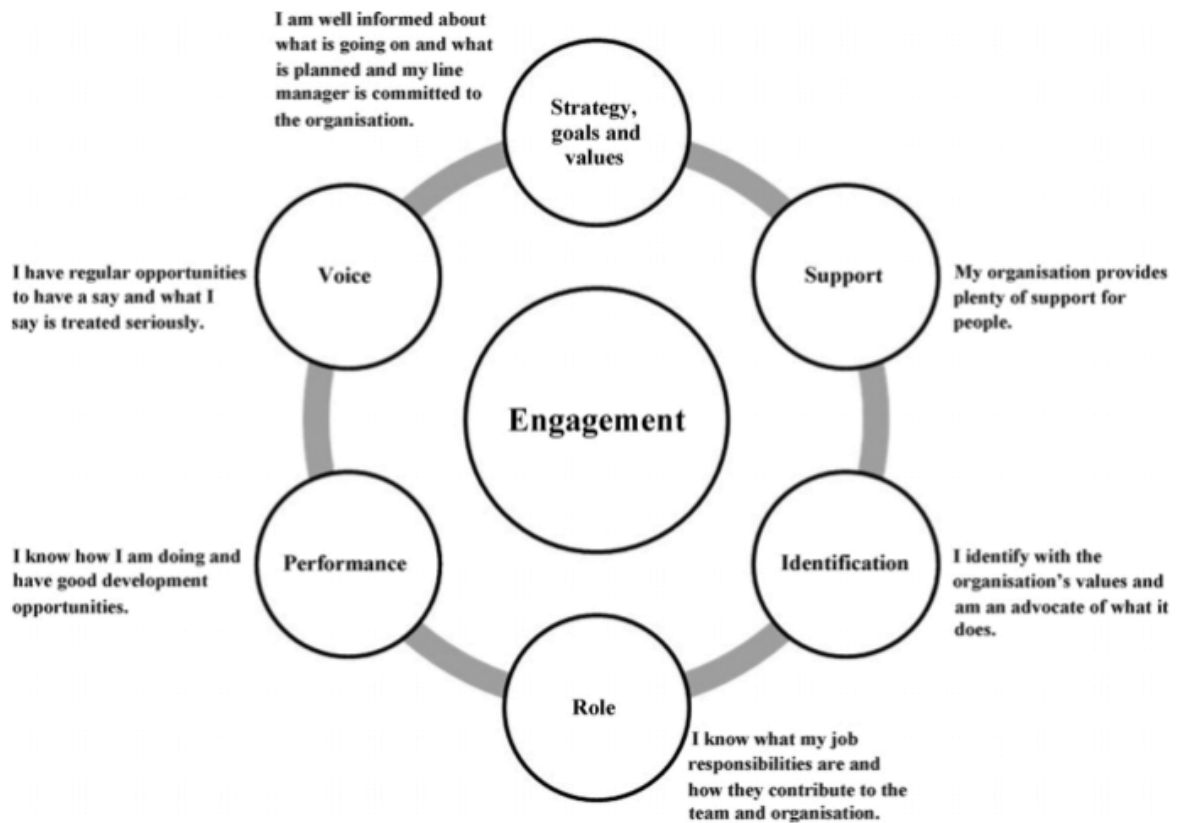 I am well informed about
what is going on and what
is planned and my line
manager is committed to
the organisation.
Strategy,
goals and
values
Voice
I have regular opportunities
to have a say and what I
say is treated seriously.
Support
My organisation provides
plenty of support for
people.
Engagement
Performance
I know how I am doing and
have good development
opportunities.
Identification
I identify with the
organisation's values and
am an advocate of what it
does.
Role
I know what my job
responsibilities are and
how they contribute to the
team and organisation.